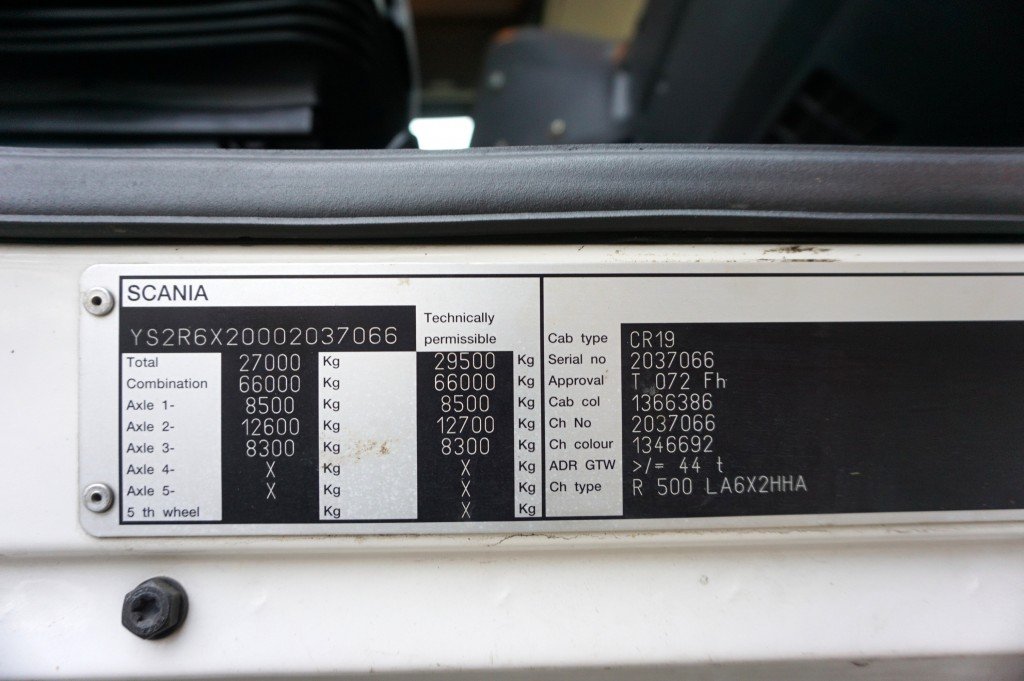 SCANIA
YS2R6X20002037066 Technically permissible
Total 27000 Kg 29500 Kg
Combination 66000 Kg 66000 Kg
Axle 1- 8500 Kg 8500 Kg
Axle 2- 12600 Kg 12700 Kg
Axle 3- 8300 Kg 8300 Kg
Axle 4- X Kg X Kg
Axle 5- X Kg X Kg
5 th wheel Kg X Kg
Cab type CR19
Serial no 2037066
Approval T 072 Fh
Cab col 1366386
Ch No 2037066
Ch colour 1346692
ADR GTW >/= 44 t
Ch type R 500 LA6X2HHA